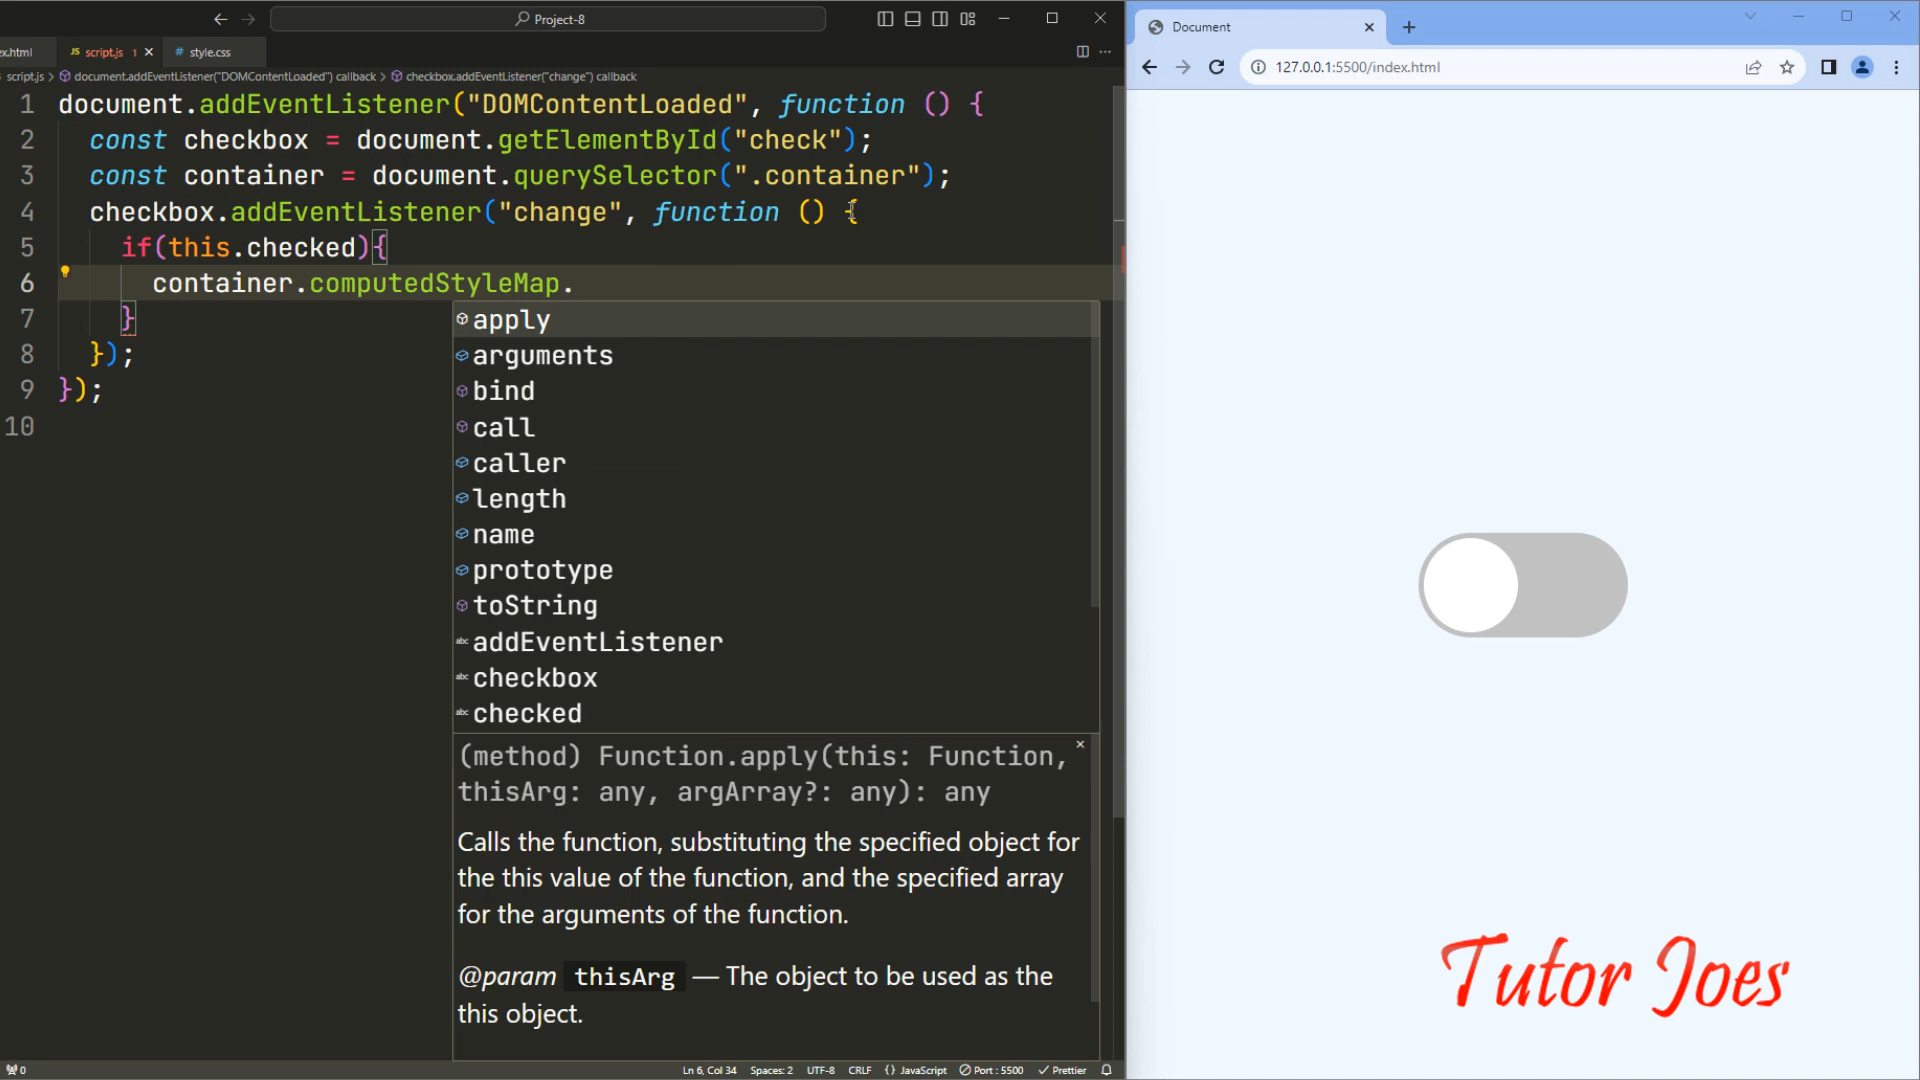 Project-8
ex.html
JS script.js 1
# style.css
script.js > document.addEventListener("DOMContentLoaded") callback > checkbox.addEventListener("change") callback
1 document.addEventListener("DOMContentLoaded", function () {
2 const checkbox = document.getElementById("check");
3 const container = document.querySelector(".container");
4 checkbox.addEventListener("change", function () {
5 if(this.checked){
6 container.computedStyleMap.
7 }
8 });
9 });
10
apply
arguments
bind
call
caller
length
name
prototype
toString
abc addEventListener
abc checkbox
abc checked
(method) Function.apply(this: Function,
thisArg: any, argArray?: any): any
Calls the function, substituting the specified object for
the this value of the function, and the specified array
for the arguments of the function.
@param thisArg — The object to be used as the
this object.
0
Ln 6, Col 34 Spaces: 2 UTF-8 CRLF {} JavaScript Port : 5500 Prettier
Document
127.0.0.1:5500/index.html
Tutor Joes